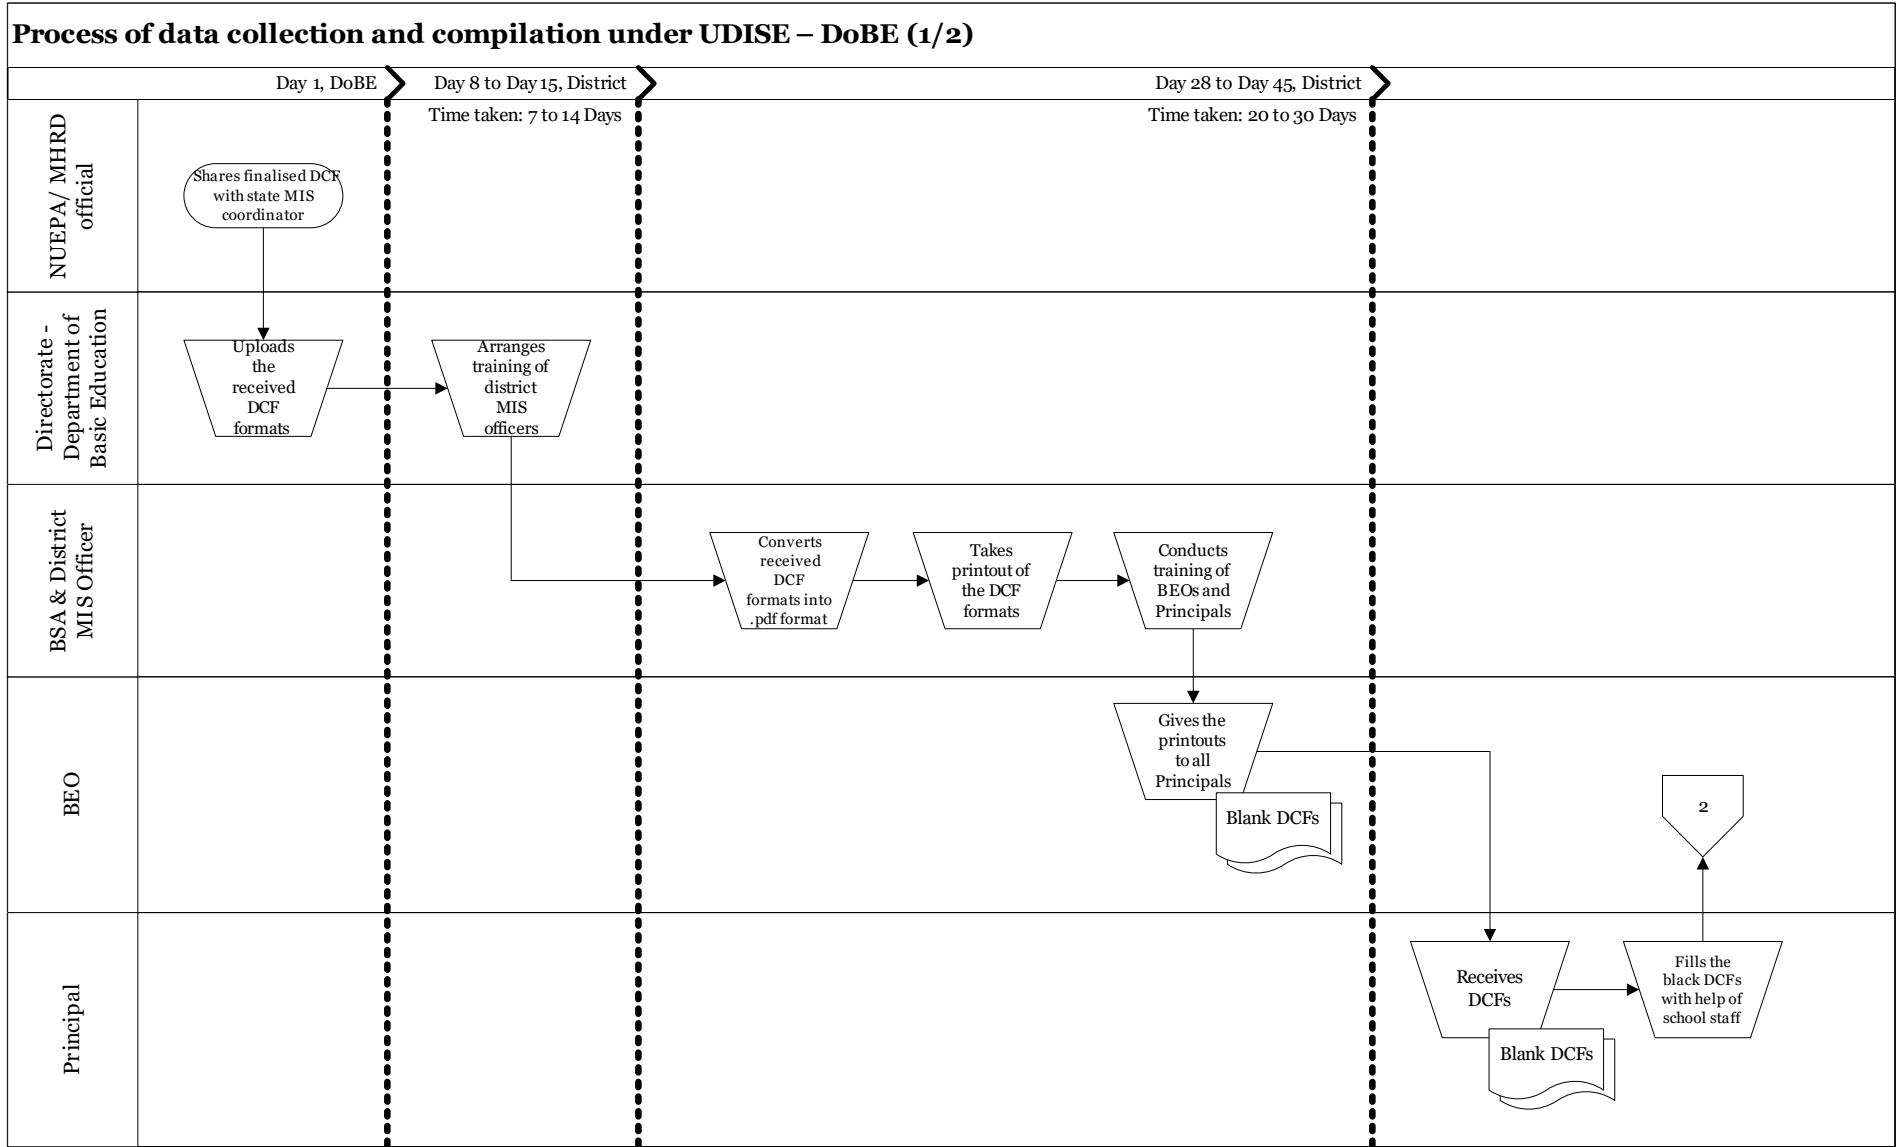 Process of data collection and compilation under UDISE – DoBE (1/2)
Day 1, DoBE
Day 8 to Day 15, District
Day 28 to Day 45, District
Time taken: 7 to 14 Days
Time taken: 20 to 30 Days
NUEPA/ MHRD
official
Shares finalised DCF
with state MIS
coordinator
Directorate -
Department of
Basic Education
Uploads
the
received
DCF
formats
Arranges
training of
district
MIS
officers
BSA & District
MIS Officer
Converts
received
DCF
formats into
.pdf format
Takes
printout of
the DCF
formats
Conducts
training of
BEOs and
Principals
BEO
Gives the
printouts
to all
Principals
Blank DCFs
2
Principal
Receives
DCFs
Blank DCFs
Fills the
black DCFs
with help of
school staff